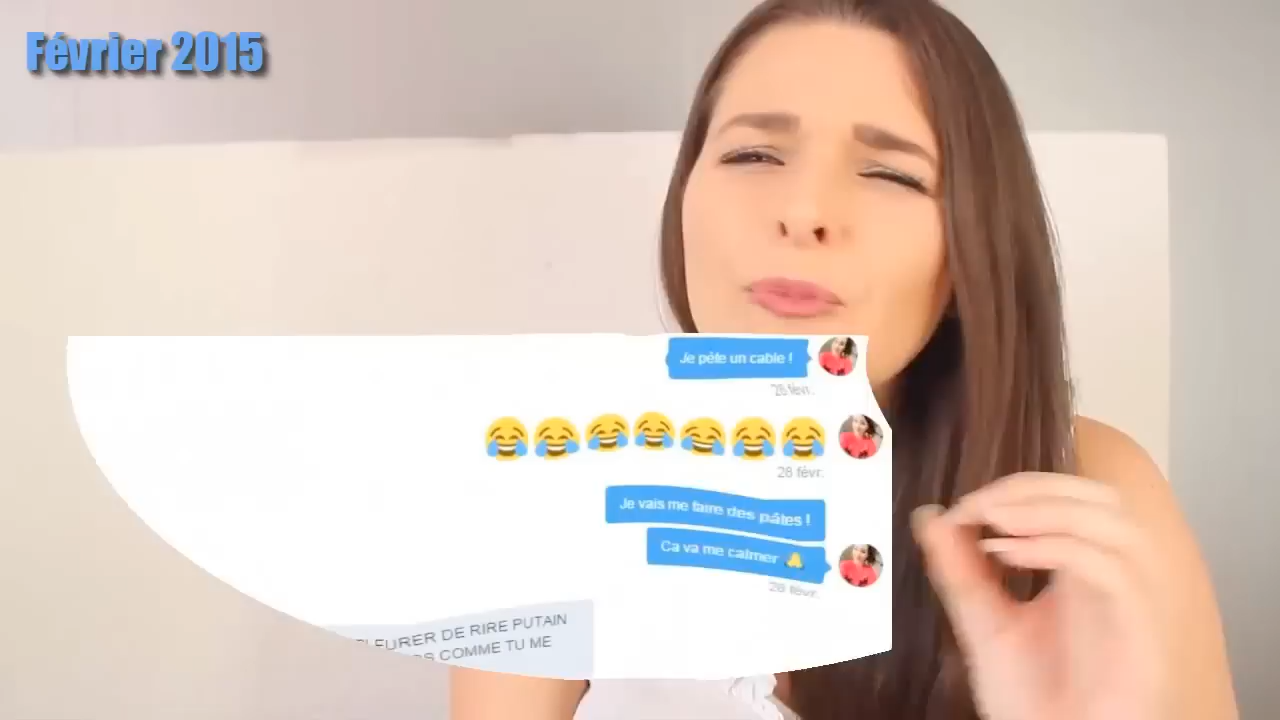 Février 2015
Je pète un cable !
28 févr.
28 févr.
Je vais me faire des pâtes !
Ca va me calmer
28 févr.
PLEURER DE RIRE PUTAIN
COMME TU ME